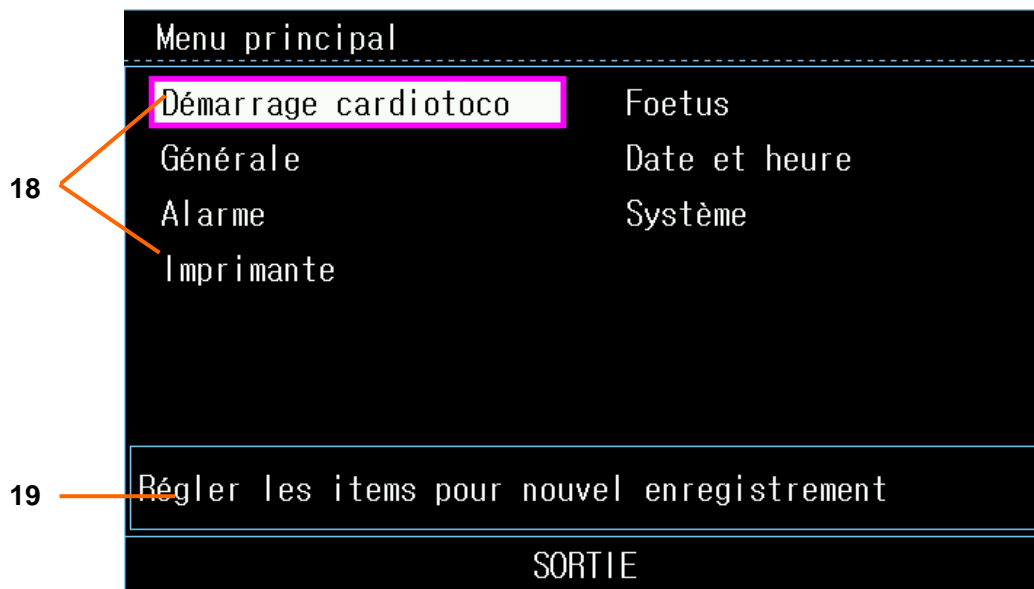 Menu principal
Démarrage cardiotoco
Foetus
Générale
Date et heure
18
Alarme
Système
Imprimante
19
Régler les items pour nouvel enregistrement
SORTIE